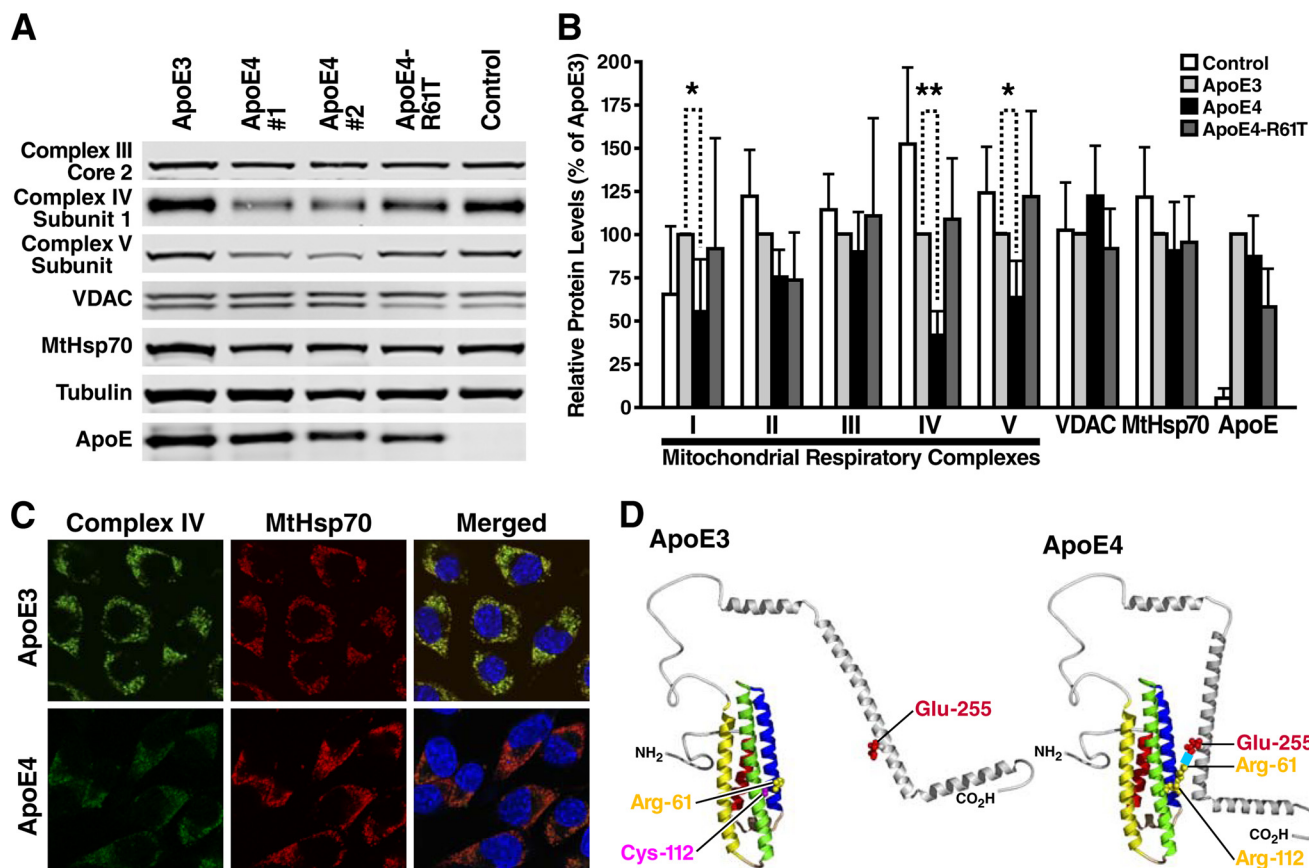 A
ApoE3
ApoE4
#1
ApoE4
#2
ApoE4-
R61T
Control
Complex III
Core 2
Complex IV
Subunit 1
Complex V
Subunit
VDAC
MtHsp70
Tubulin
ApoE
B
Relative Protein Levels (% of ApoE3)
200
175
150
125
100
75
50
25
0
*
**
*
Control
ApoE3
ApoE4
ApoE4-R61T
I II III IV V VDAC MtHsp70 ApoE
Mitochondrial Respiratory Complexes
C
Complex IV MtHsp70 Merged
ApoE3
ApoE4
D
ApoE3
Glu-255
NH2
Arg-61
Cys-112
CO2H
ApoE4
NH2
Glu-255
Arg-61
CO2H
Arg-112